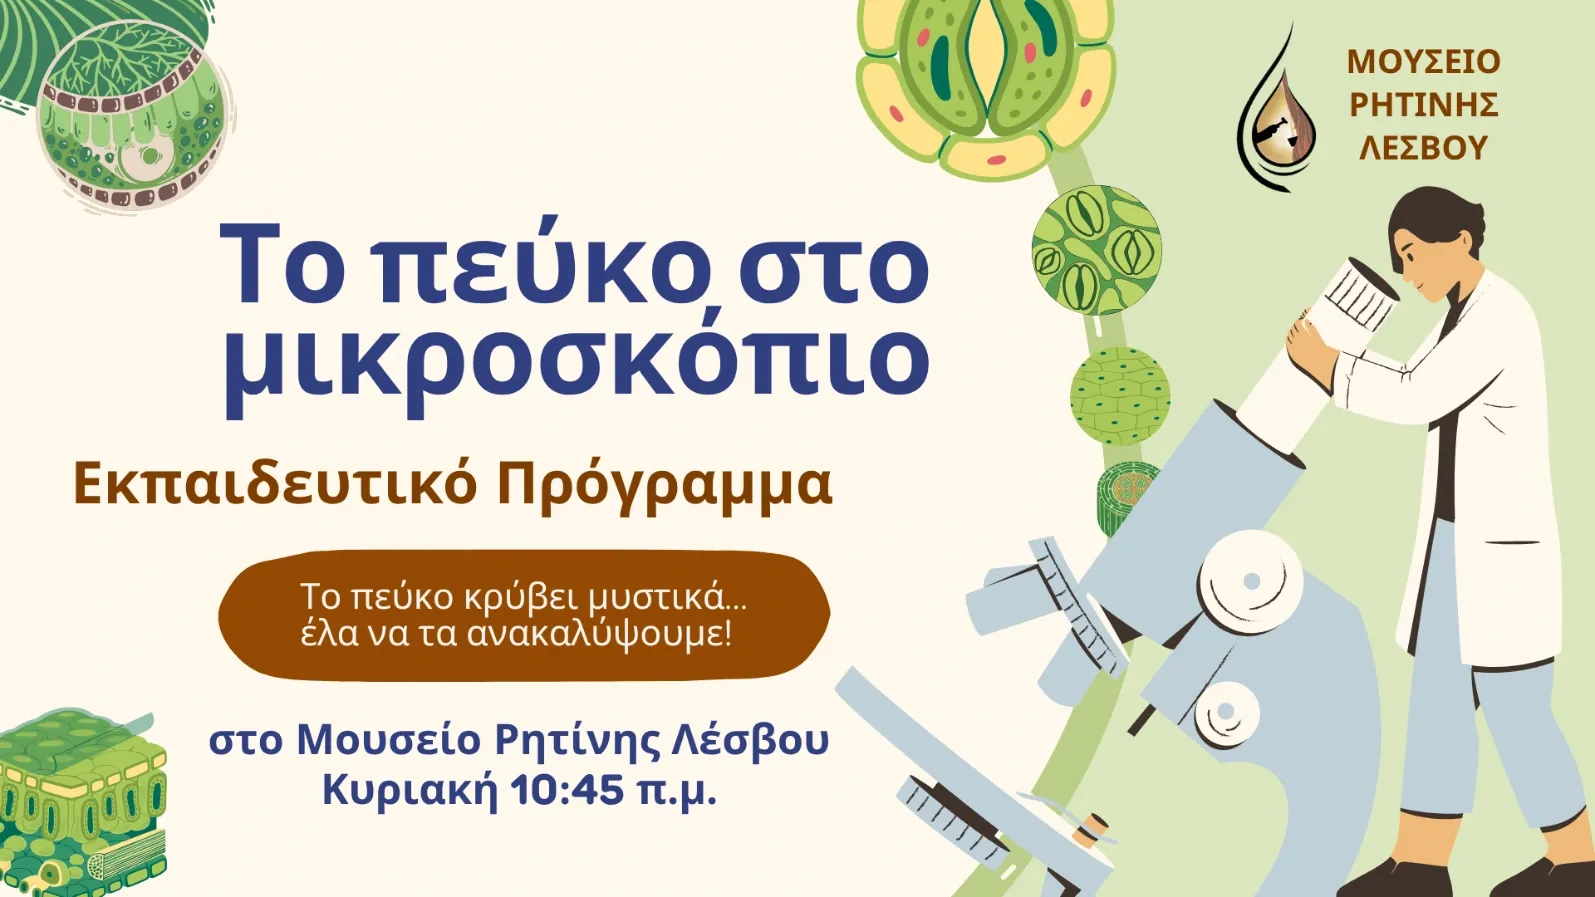 ΜΟΥΣΕΙΟ
ΡΗΤΙΝΗΣ
ΛΕΣΒΟΥ
Το πεύκο στο
μικροσκόπιο
Εκπαιδευτικό Πρόγραμμα
Το πεύκο κρύβει μυστικά...
έλα να τα ανακαλύψουμε!
στο Μουσείο Ρητίνης Λέσβου
Κυριακή 10:45 π.μ.